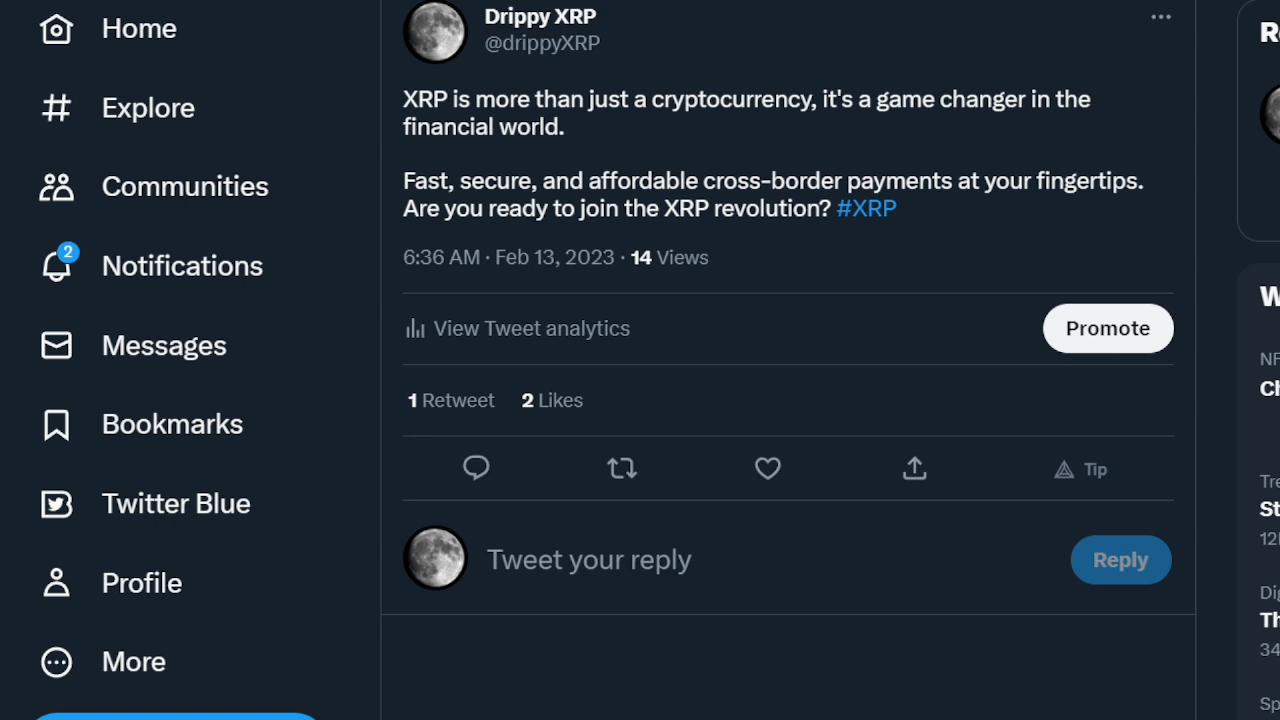 Home
Explore
Communities
2
Notifications
Messages
Bookmarks
Twitter Blue
Profile
More
Drippy XRP
@drippyXRP
XRP is more than just a cryptocurrency, it's a game changer in the
financial world.
Fast, secure, and affordable cross-border payments at your fingertips.
Are you ready to join the XRP revolution? #XRP
6:36 AM · Feb 13, 2023 · 14 Views
View Tweet analytics
Promote
1 Retweet 2 Likes
Tip
Tweet your reply
Reply